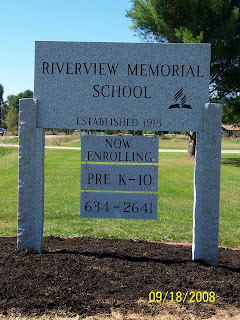 RIVERVIEW MEMORIAL
SCHOOL
ESTABLISHED 1915
NOW
ENROLLING
PRE K-10
634-2641
09/18/2008